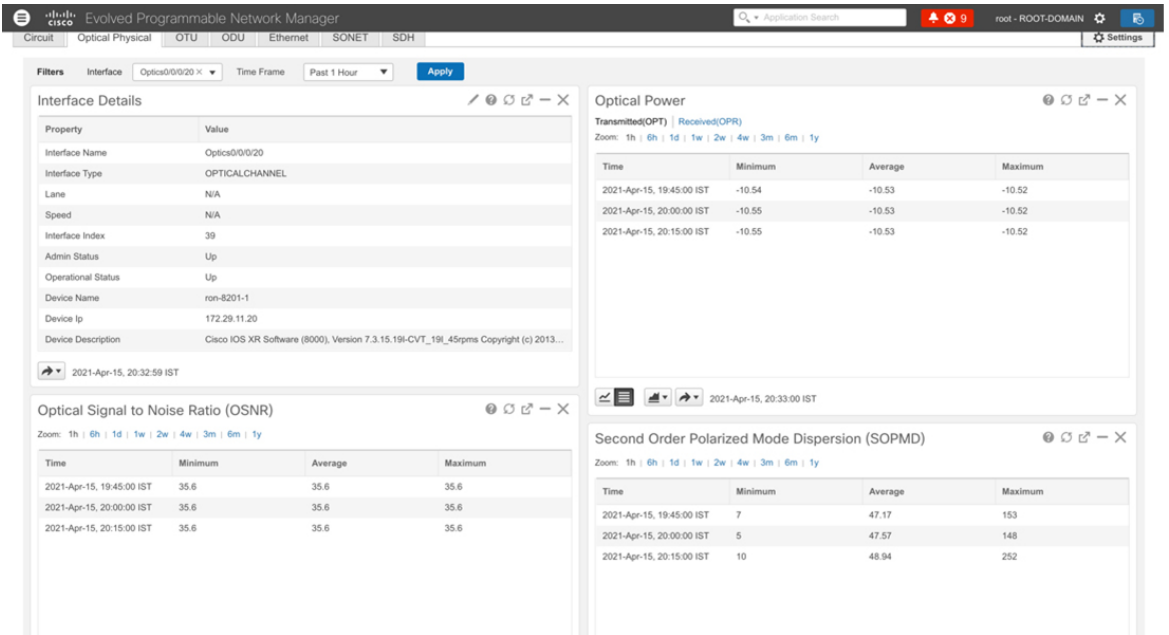 cisco Evolved Programmable Network Manager Application Search 9 root - ROOT-DOMAIN
Circuit Optical Physical OTU ODU Ethernet SONET SDH Settings
Filters Interface Optics0/0/0/20 Time Frame Past 1 Hour Apply
Interface Details
Property Value
Interface Name Optics0/0/0/20
Interface Type OPTICALCHANNEL
Lane N/A
Speed N/A
Interface Index 39
Admin Status Up
Operational Status Up
Device Name ron-8201-1
Device Ip 172.29.11.20
Device Description Cisco IOS XR Software (8000), Version 7.3.15.19I-CVT_19I_45rpms Copyright (c) 2013...
2021-Apr-15, 20:32:59 IST
Optical Power
Transmitted(OPT) | Received(OPR)
Zoom: 1h | 6h | 1d | 1w | 2w | 4w | 3m | 6m | 1y
Time Minimum Average Maximum
2021-Apr-15, 19:45:00 IST -10.54 -10.53 -10.52
2021-Apr-15, 20:00:00 IST -10.55 -10.53 -10.52
2021-Apr-15, 20:15:00 IST -10.55 -10.53 -10.52
2021-Apr-15, 20:33:00 IST
Optical Signal to Noise Ratio (OSNR)
Zoom: 1h | 6h | 1d | 1w | 2w | 4w | 3m | 6m | 1y
Time Minimum Average Maximum
2021-Apr-15, 19:45:00 IST 35.6 35.6 35.6
2021-Apr-15, 20:00:00 IST 35.6 35.6 35.6
2021-Apr-15, 20:15:00 IST 35.6 35.6 35.6
Second Order Polarized Mode Dispersion (SOPMD)
Zoom: 1h | 6h | 1d | 1w | 2w | 4w | 3m | 6m | 1y
Time Minimum Average Maximum
2021-Apr-15, 19:45:00 IST 7 47.17 153
2021-Apr-15, 20:00:00 IST 5 47.57 148
2021-Apr-15, 20:15:00 IST 10 48.94 252